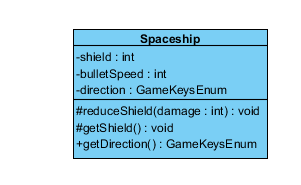 Spaceship
-shield : int
-bulletSpeed : int
-direction : GameKeysEnum
#reduceShield(damage : int) : void
#getShield() : void
+getDirection() : GameKeysEnum